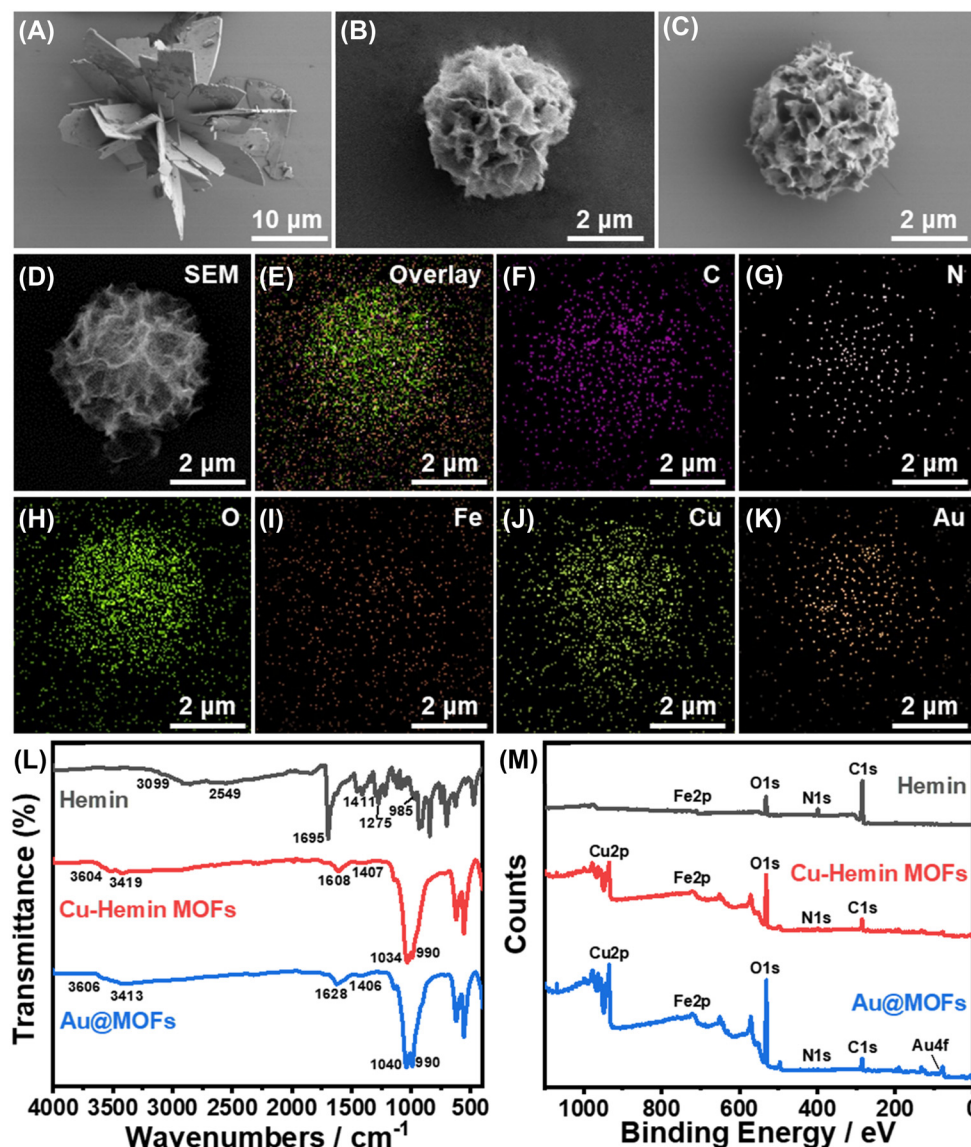 (A)
10 μm
(B)
2 μm
(C)
2 μm
(D)
SEM
2 μm
(E)
Overlay
2 μm
(F)
C
2 μm
(G)
N
2 μm
(H)
O
2 μm
(I)
Fe
2 μm
(J)
Cu
2 μm
(K)
Au
2 μm
(L)
Transmittance (%)
3099
2549
Hemin
1695
1411
1275
985
3604
3419
1608
1407
Cu-Hemin MOFs
1034
990
3606
3413
1628
1406
Au@MOFs
1040
990
4000 3500 3000 2500 2000 1500 1000 500
Wavenumbers / cm-1
(M)
Counts
Fe2p
O1s
N1s
C1s
Hemin
Cu2p
Fe2p
O1s
N1s
C1s
Cu-Hemin MOFs
Cu2p
Fe2p
O1s
N1s
C1s
Au4f
Au@MOFs
1000 800 600 400 200 0
Binding Energy / eV